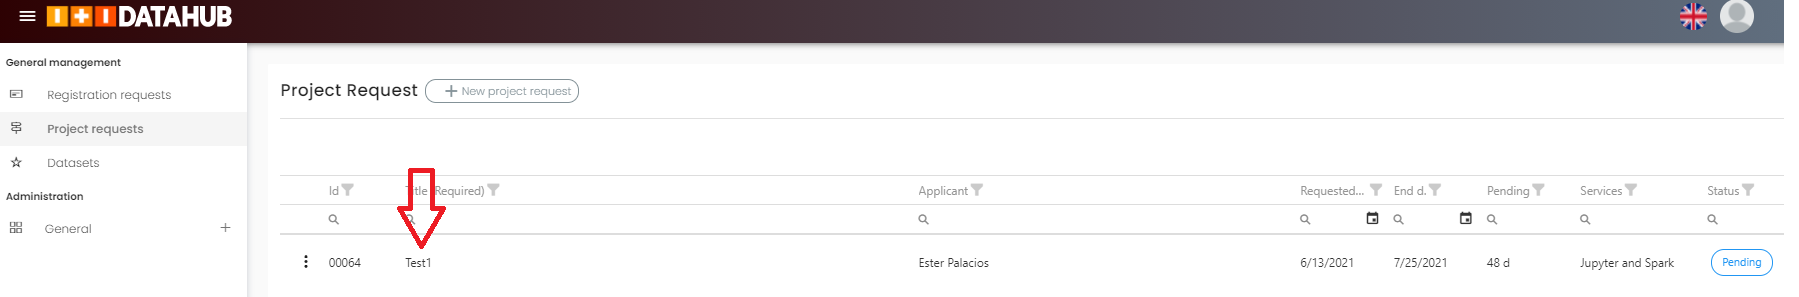 I+I DATAHUB
General management
Registration requests
Project requests
Datasets
Administration
General +
Project Request
+ New project request
Id Title (Required) Applicant Requested... End d. Pending Services Status
00064 Test1 Ester Palacios 6/13/2021 7/25/2021 48 d Jupyter and Spark Pending